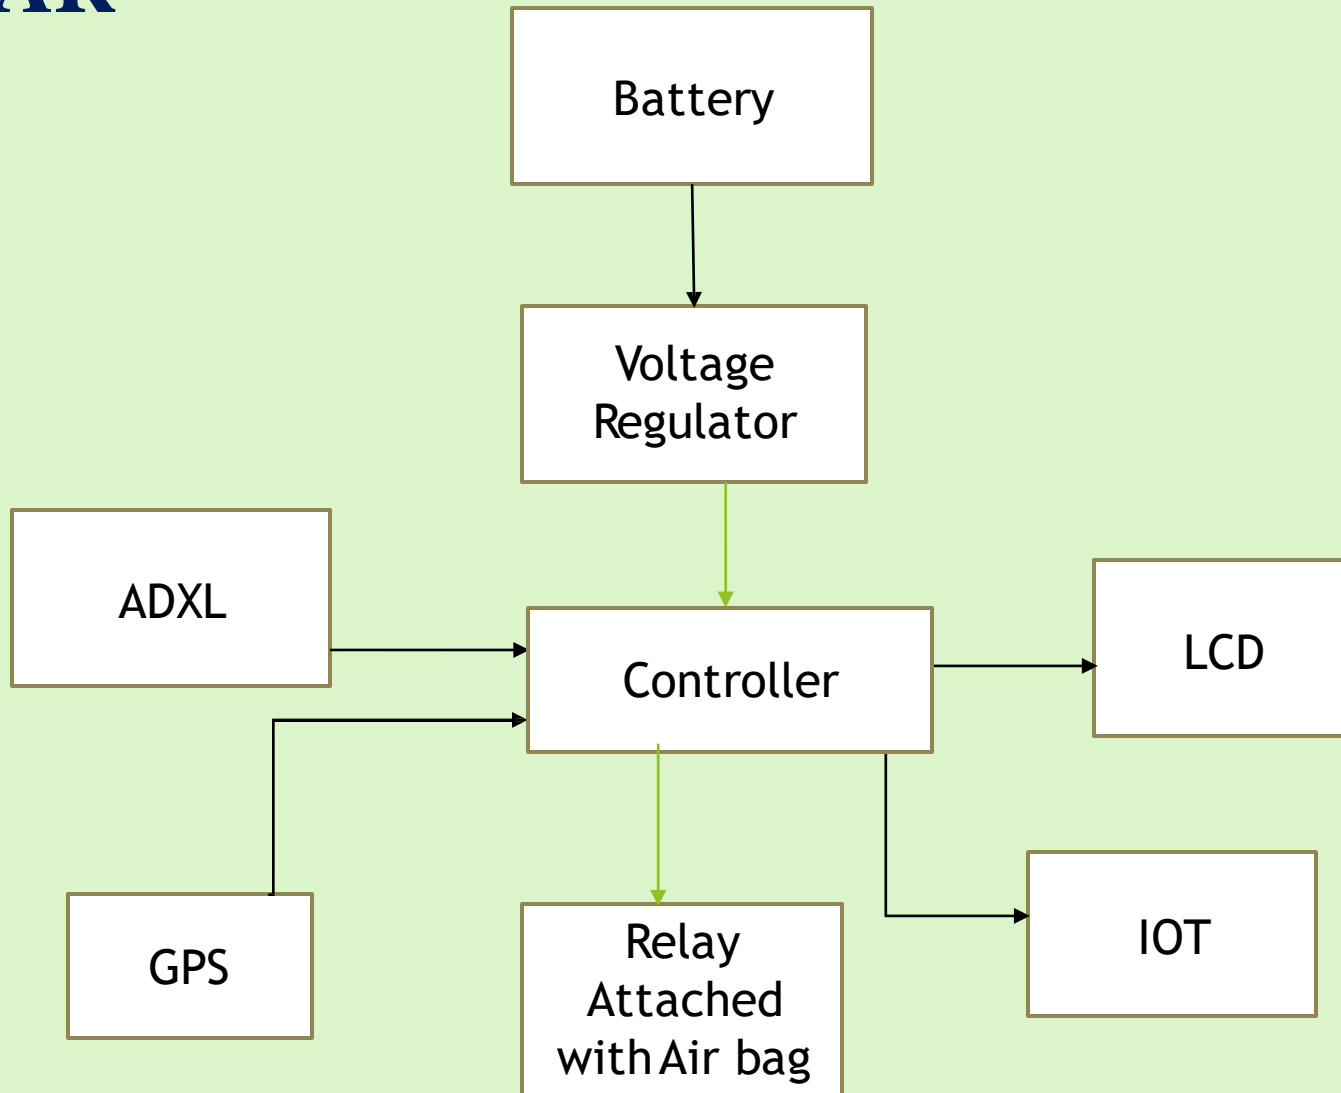 Battery
Voltage
Regulator
ADXL
Controller
LCD
GPS
Relay
Attached
with Air bag
IOT